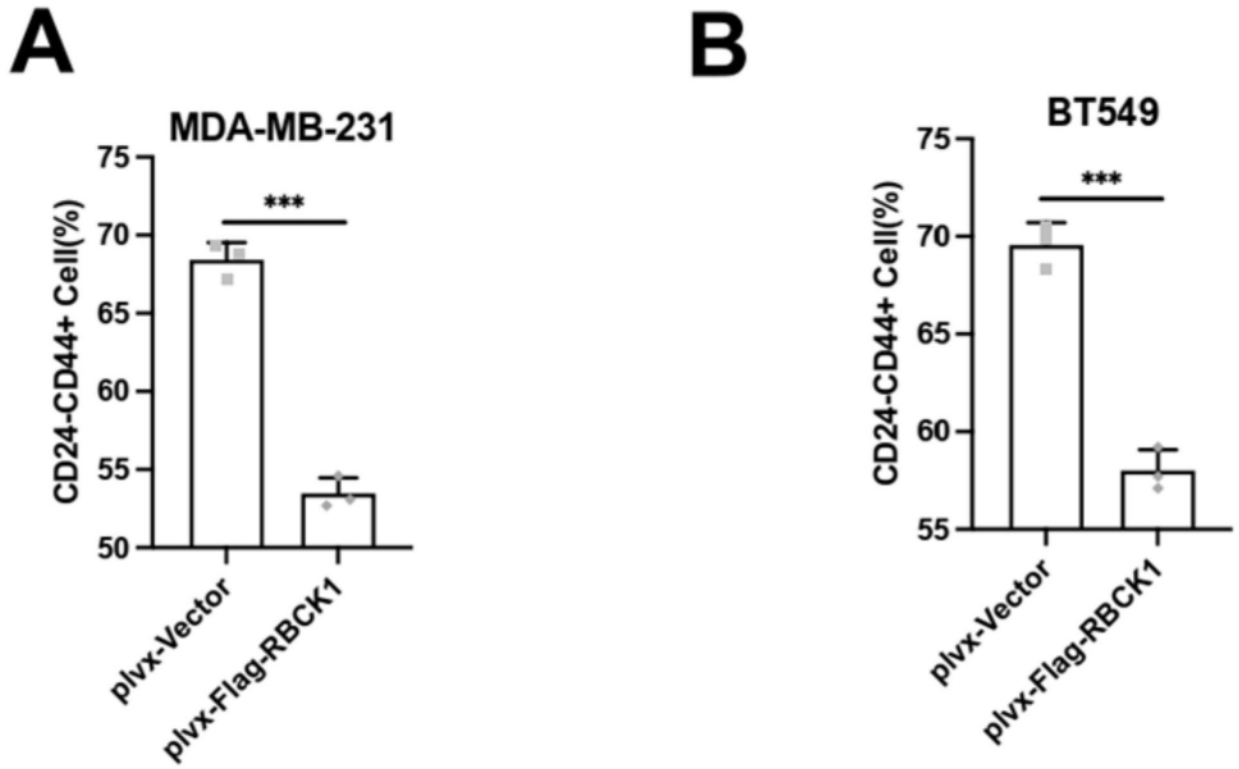 A
MDA-MB-231
CD24-CD44+ Cell(%)
75
70
65
60
55
50
***
plvx-Vector
plvx-Flag-RBCK1
B
BT549
CD24-CD44+ Cell(%)
75
70
65
60
55
***
plvx-Vector
plvx-Flag-RBCK1